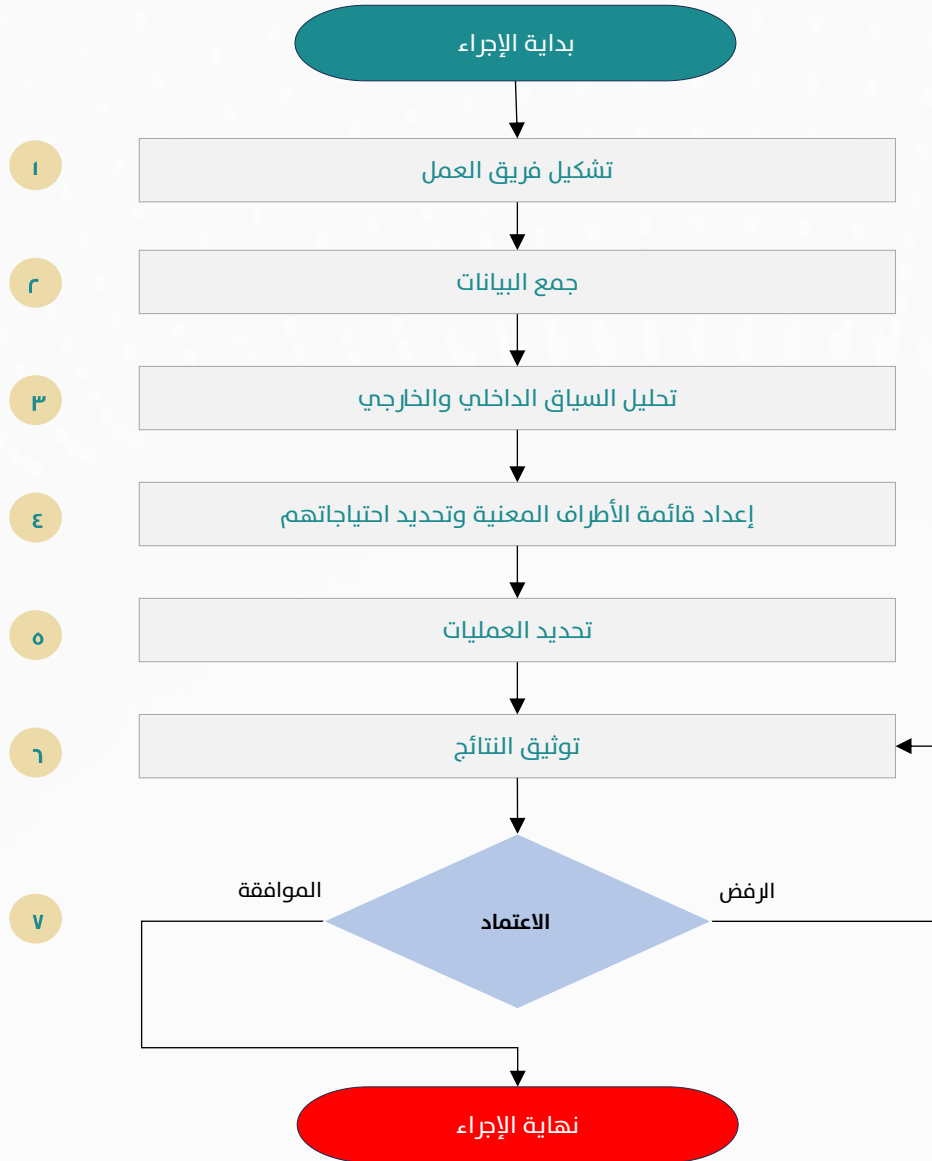 بداية الإجراء
١
تشكيل فريق العمل
٢
جمع البيانات
٣
تحليل السياق الداخلي والخارجي
٤
إعداد قائمة الأطراف المعنية وتحديد احتياجاتهم
٥
تحديد العمليات
٦
توثيق النتائج
الرفض
الموافقة
٧
الاعتماد
نهاية الإجراء